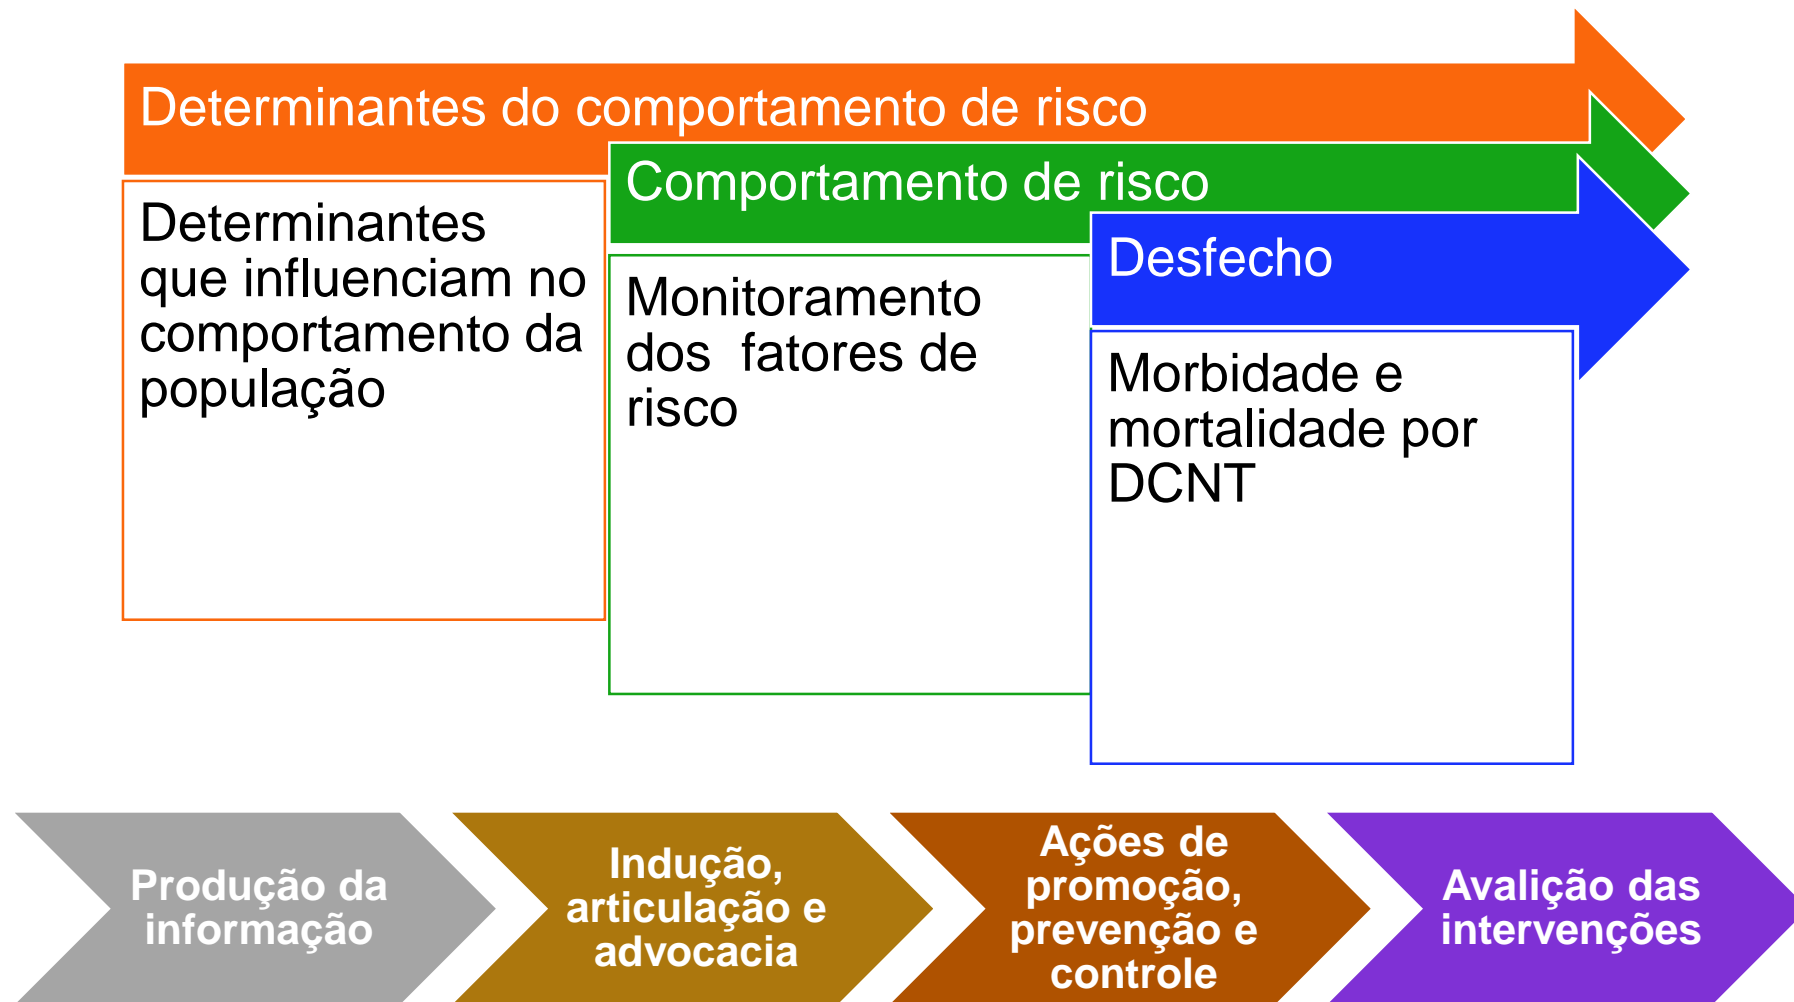 Determinantes do comportamento de risco
Determinantes
que influenciam no
comportamento da
população
Comportamento de risco
Monitoramento
dos fatores de
risco
Desfecho
Morbidade e
mortalidade por
DCNT
Produção da
informação
Indução,
articulação e
advocacia
Ações de
promoção,
prevenção e
controle
Avalição das
intervenções